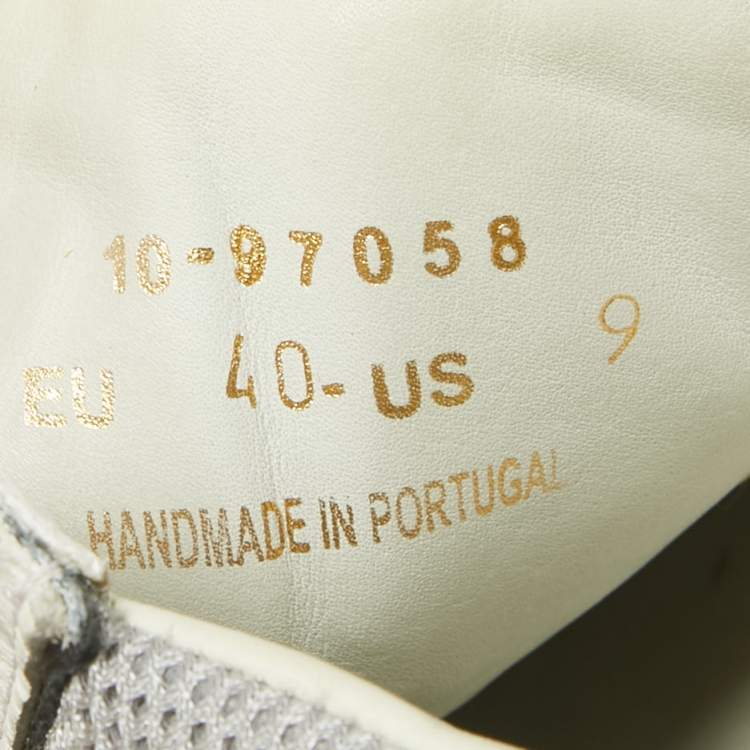 10-97058
EU 40-US 9
HANDMADE IN PORTUGAL